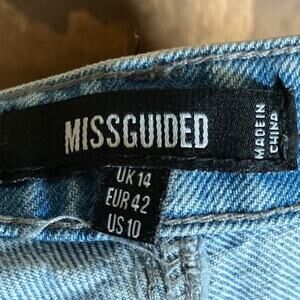 MISSGUIDED
MADE IN
CHINA
UK 14
EUR 42
US 10